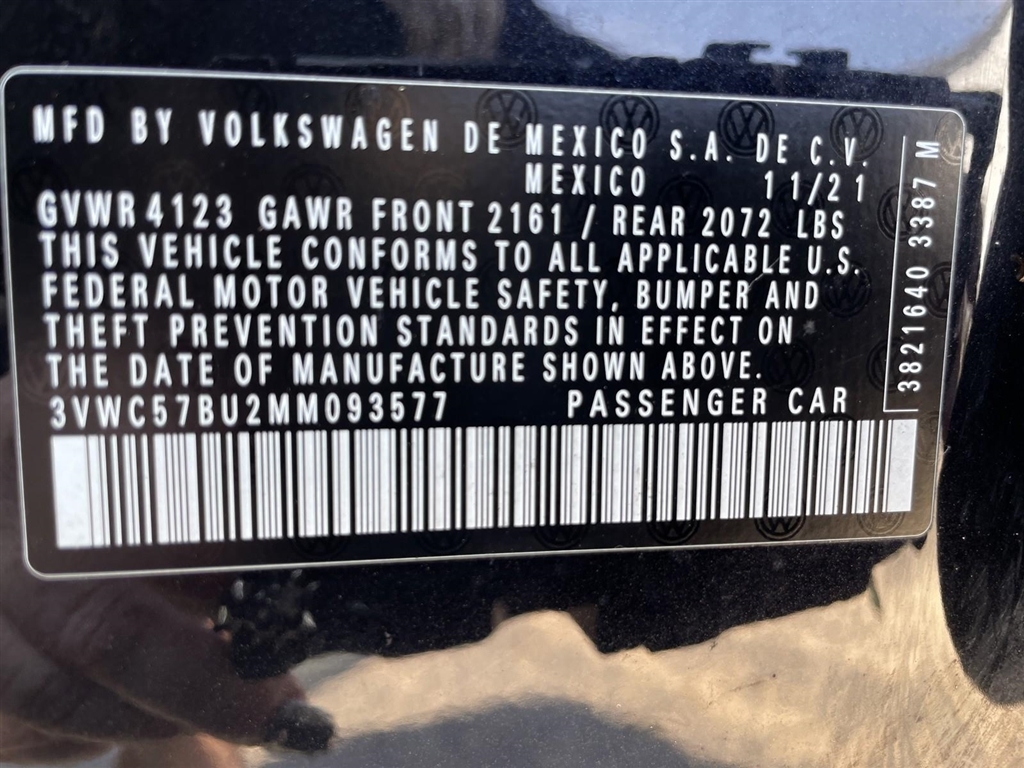 MFD BY VOLKSWAGEN DE MEXICO S.A. DE C.V.
MEXICO 11/21
GVWR 4123 GAWR FRONT 2161 / REAR 2072 LBS
THIS VEHICLE CONFORMS TO ALL APPLICABLE U.S.
FEDERAL MOTOR VEHICLE SAFETY, BUMPER AND
THEFT PREVENTION STANDARDS IN EFFECT ON
THE DATE OF MANUFACTURE SHOWN ABOVE.
3VWC57BU2MM093577 PASSENGER CAR
3821640 3387 M